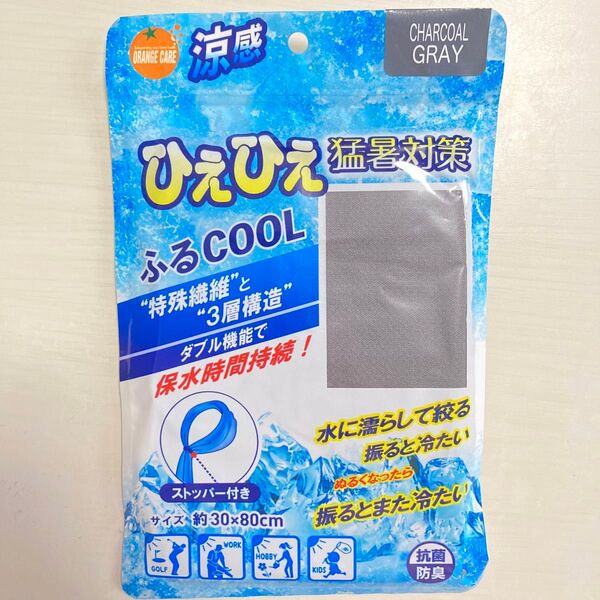 ORANGE CARE
涼感
CHARCOAL
GRAY
ひえひえ
猛暑対策
ふるCOOL
"特殊繊維"と
"3層構造"
ダブル機能で
保水時間持続！
ストッパー付き
サイズ 約30×80cm
水に濡らして絞る
振ると冷たい
ぬるくなったら
振るとまた冷たい
GOLF
WORK
HOBBY
KIDS
抗菌
防臭